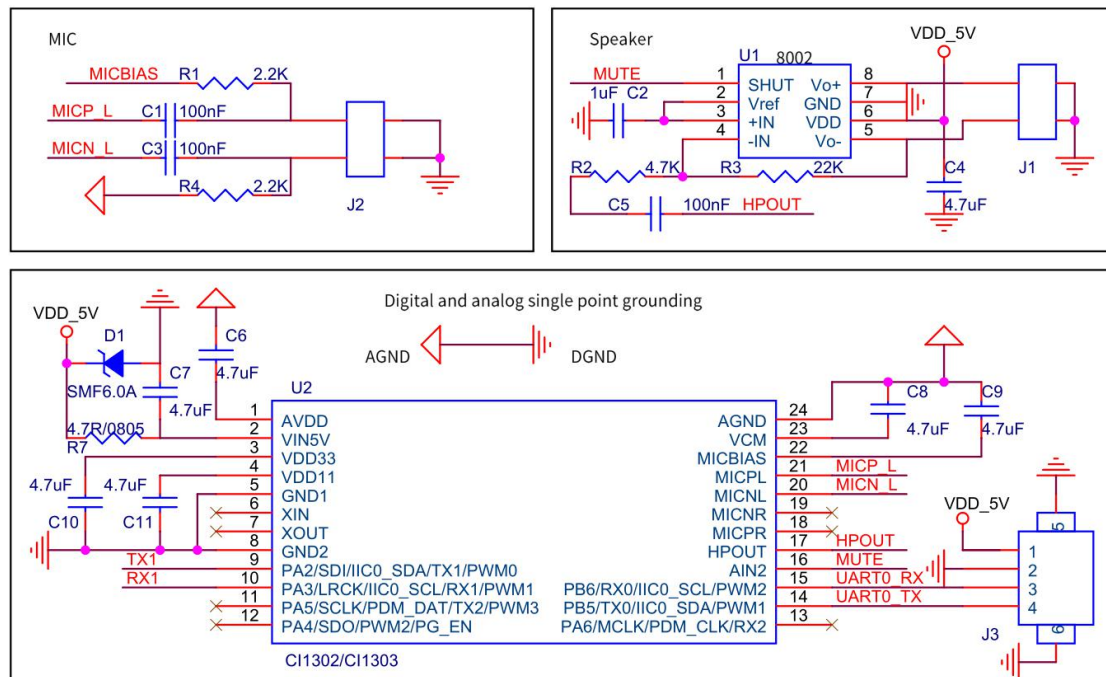 MIC
MICBIAS R1 2.2K
MICP_L C1 100nF
MICN_L C3 100nF
R4 2.2K
J2
Speaker
VDD_5V
U1 8002
MUTE 1 SHUT Vo+ 8
1uF C2 2 Vref GND 7
3 +IN VDD 6
4 -IN Vo- 5
R2 4.7K R3 22K
C4
4.7uF
J1
C5 100nF HPOUT
Digital and analog single point grounding
AGND DGND
VDD_5V
D1
SMF6.0A
C7
4.7uF
C6
4.7uF
4.7R/0805
R7
4.7uF
C10
4.7uF
C11
U2
1 AVDD
2 VIN5V
3 VDD33
4 VDD11
5 GND1
6 XIN
7 XOUT
8 GND2
TX1 9 PA2/SDI/IIC0_SDA/TX1/PWM0
RX1 10 PA3/LRCK/IIC0_SCL/RX1/PWM1
11 PA5/SCLK/PDM_DAT/TX2/PWM3
12 PA4/SDO/PWM2/PG_EN
AGND 24
VCM 23
MICBIAS 22
MICPL 21 MICP_L
MICNL 20 MICN_L
MICNR 19
MICPR 18
HPOUT 17 HPOUT
AIN2 16 MUTE
PB6/RX0/IIC0_SCL/PWM2 15 UART0_RX
PB5/TX0/IIC0_SDA/PWM1 14 UART0_TX
PA6/MCLK/PDM_CLK/RX2 13
CI1302/CI1303
C8
4.7uF
C9
4.7uF
VDD_5V
5
1
2
3
4
6
J3